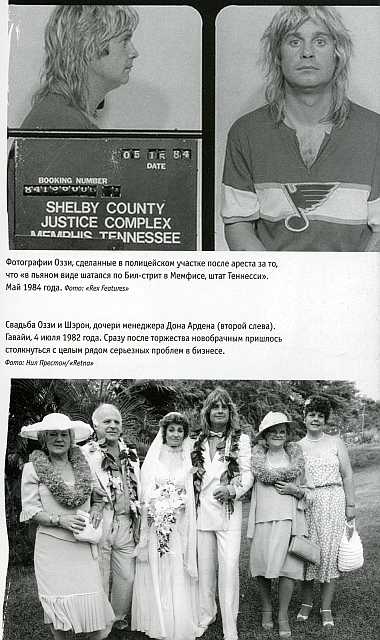 05 15 84
DATE
BOOKING NUMBER
SHELBY COUNTY
JUSTICE COMPLEX
MEMPHIS TENNESSEE
Фотографии Оззи, сделанные в полицейском участке после ареста за то,
что «в пьяном виде шатался по Бил-стрит в Мемфисе, штат Теннесси».
Май 1984 года. Фото: «Rex Features»
Свадьба Оззи и Шэрон, дочери менеджера Дона Ардена (второй слева).
Гавайи, 4 июля 1982 года. Сразу после торжества новобрачным пришлось
столкнуться с целым рядом серьезных проблем в бизнесе.
Фото: Нил Престон/«Retna»